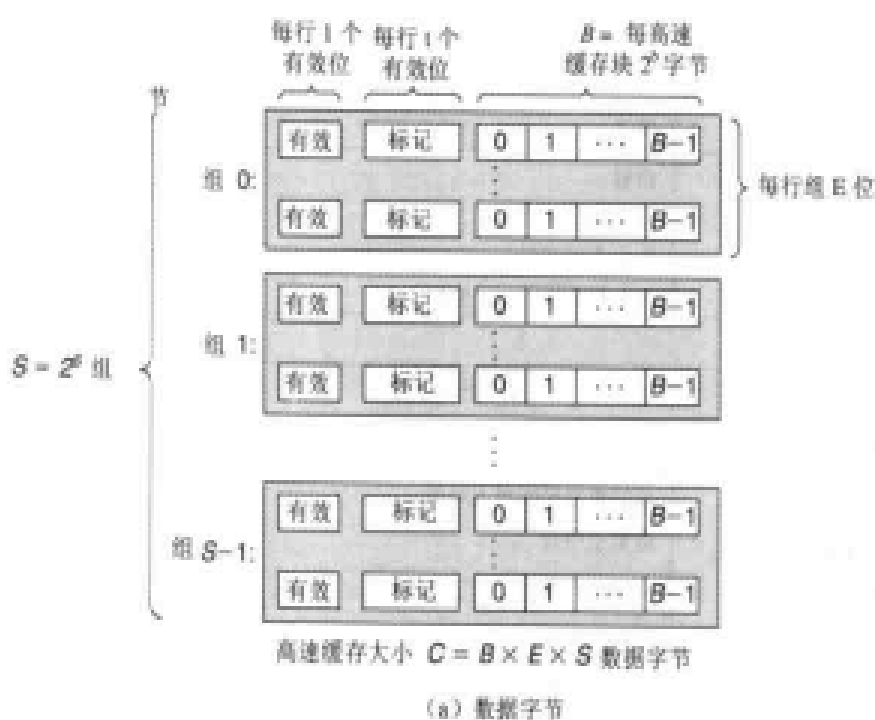 每行 1 个
有效位
每行 t 个
有效位
B = 每高速
缓存块 2ᵇ 字节
节
有效 标记 0 1 ··· B−1
组 0:
每行组 E 位
有效 标记 0 1 ··· B−1
有效 标记 0 1 ··· B−1
组 1:
S = 2ˢ 组
有效 标记 0 1 ··· B−1
有效 标记 0 1 ··· B−1
组 S−1:
有效 标记 0 1 ··· B−1
高速缓存大小 C = B × E × S 数据字节
(a) 数据字节